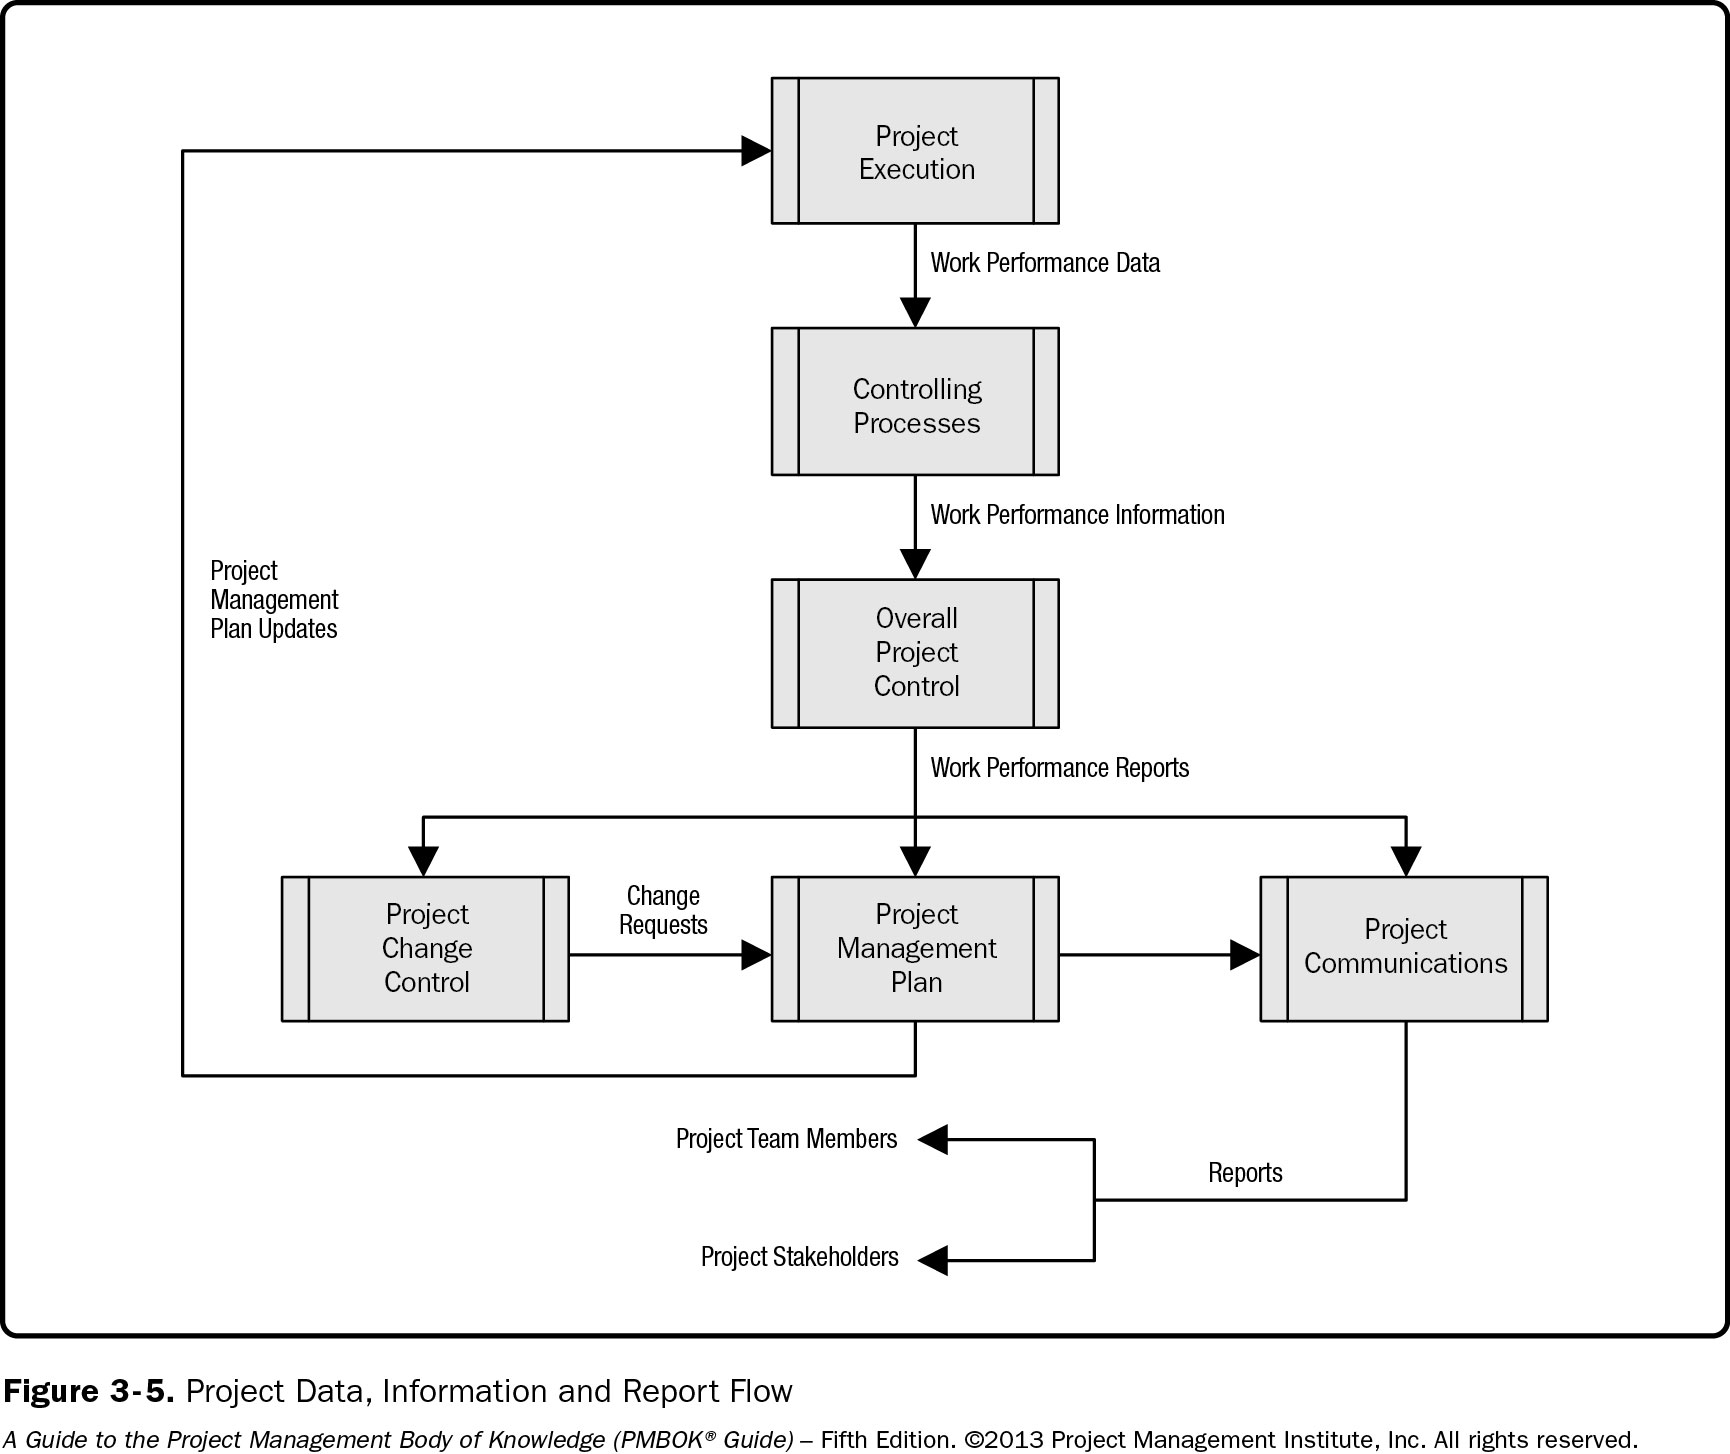 Project
Execution
Work Performance Data
Controlling
Processes
Work Performance Information
Project
Management
Plan Updates
Overall
Project
Control
Work Performance Reports
Project
Change
Control
Change
Requests
Project
Management
Plan
Project
Communications
Project Team Members
Reports
Project Stakeholders
Figure 3-5. Project Data, Information and Report Flow
A Guide to the Project Management Body of Knowledge (PMBOK® Guide) – Fifth Edition. ©2013 Project Management Institute, Inc. All rights reserved.